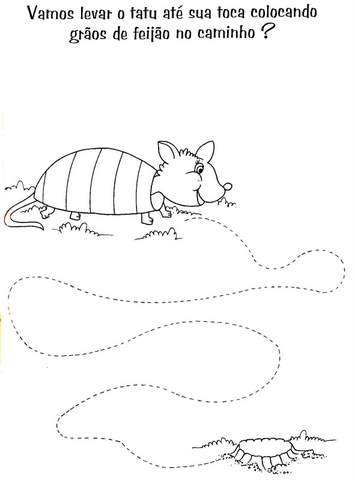 Vamos levar o tatu até sua toca colocando
grãos de feijão no caminho ?